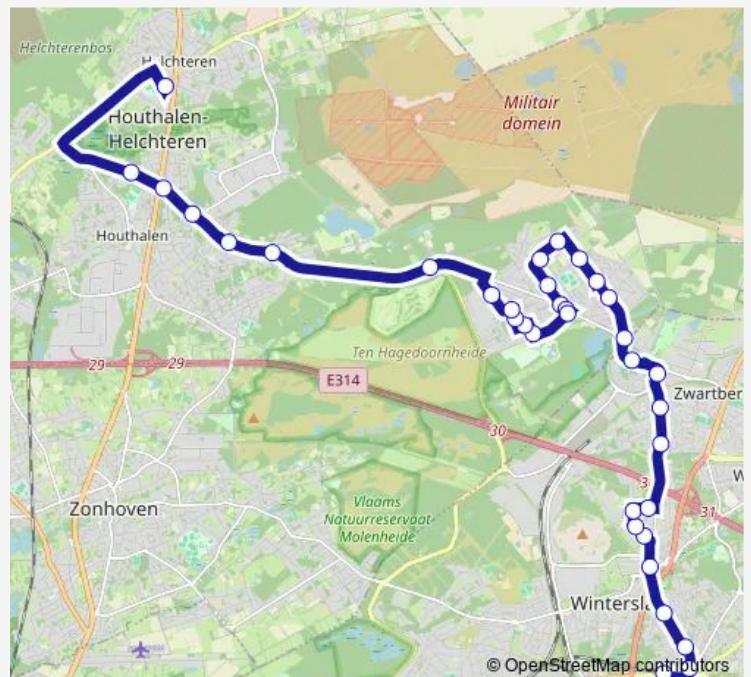 Helchterenbos
Helchteren
Houthalen-
Helchteren
Militair
domein
Houthalen
29
29
Ten Hagedoornheide
E314
Zwartber
30
31
Vlaams
Natuurreservaat
Molenheide
Zonhoven
Wintersla
© OpenStreetMap contributors